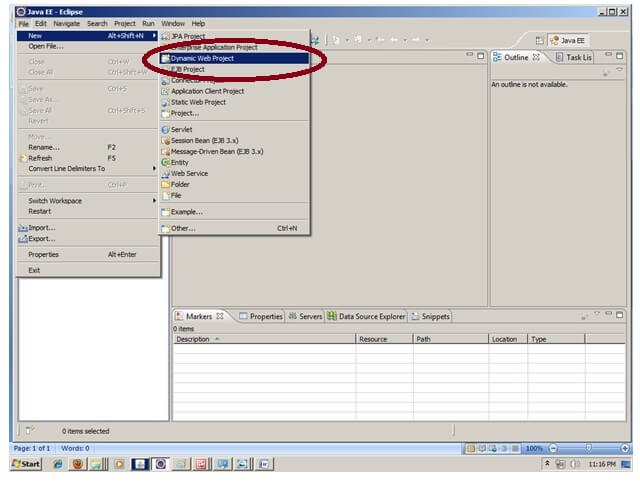 Java EE - Eclipse
File Edit Navigate Search Project Run Window Help
New Alt+Shift+N
Open File...
Close Ctrl+W
Close All Ctrl+Shift+W
Save Ctrl+S
Save As...
Save All Ctrl+Shift+S
Revert
Move...
Rename... F2
Refresh F5
Convert Line Delimiters To
Print... Ctrl+P
Switch Workspace
Restart
Import...
Export...
Properties Alt+Enter
Exit
JPA Project
Enterprise Application Project
Dynamic Web Project
EJB Project
Connector Project
Application Client Project
Static Web Project
Project...
Servlet
Session Bean (EJB 3.x)
Message-Driven Bean (EJB 3.x)
Entity
Web Service
Folder
File
Example...
Other... Ctrl+N
Java EE
Outline Task Lis
An outline is not available.
Markers Properties Servers Data Source Explorer Snippets
0 items
Description Resource Path Location Type
0 items selected
Page: 1 of 1 Words: 0 100%
Start 11:16 PM